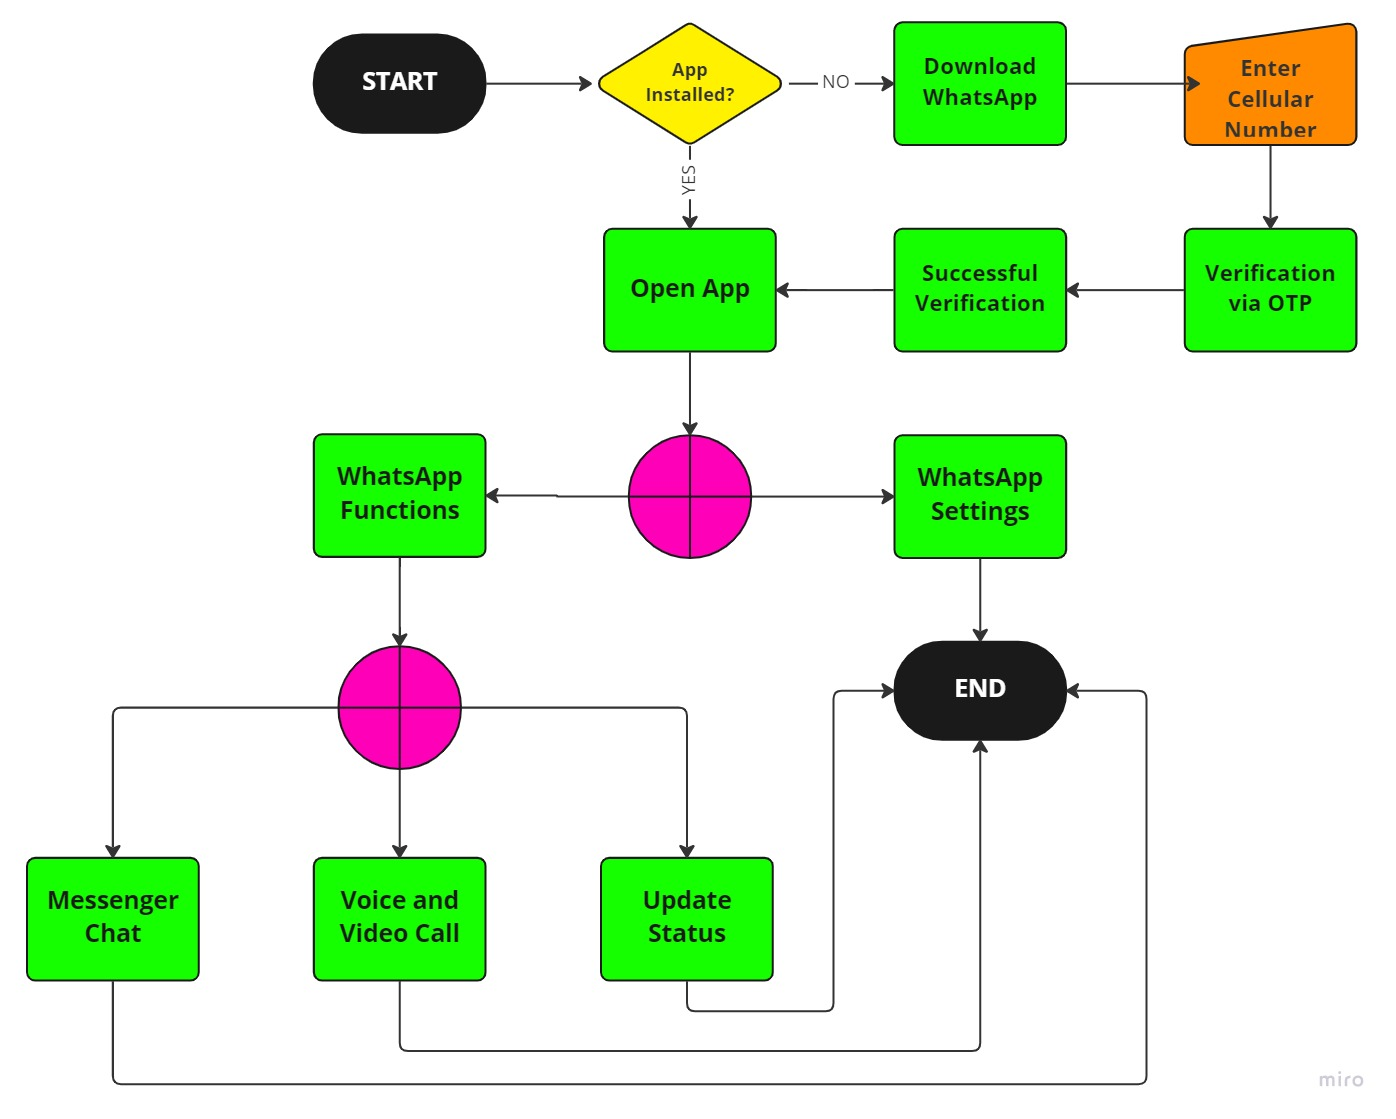 START
App
Installed?
NO
Download
WhatsApp
Enter
Cellular
Number
YES
Open App
Successful
Verification
Verification
via OTP
WhatsApp
Functions
WhatsApp
Settings
END
Messenger
Chat
Voice and
Video Call
Update
Status
miro